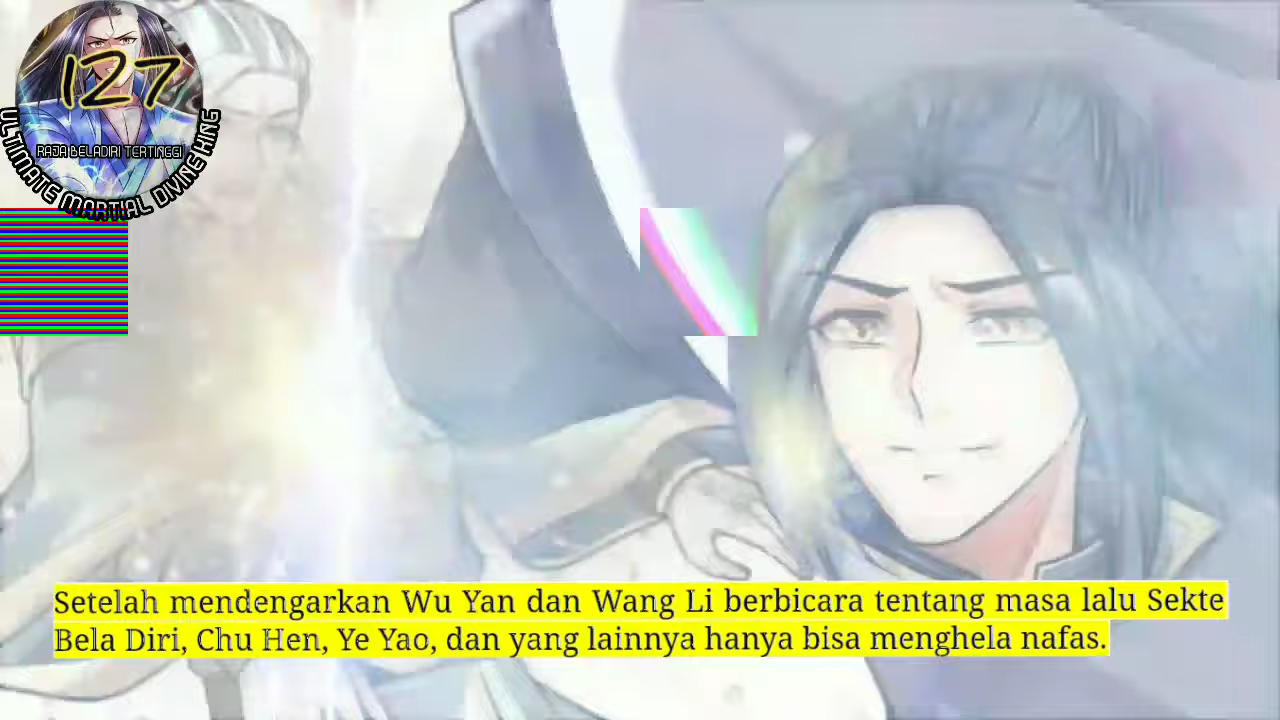 127
RAJA BELADIRI TERTINGGI
ULTIMATE MARTIAL DIVINE KING
Setelah mendengarkan Wu Yan dan Wang Li berbicara tentang masa lalu Sekte
Bela Diri, Chu Hen, Ye Yao, dan yang lainnya hanya bisa menghela nafas.